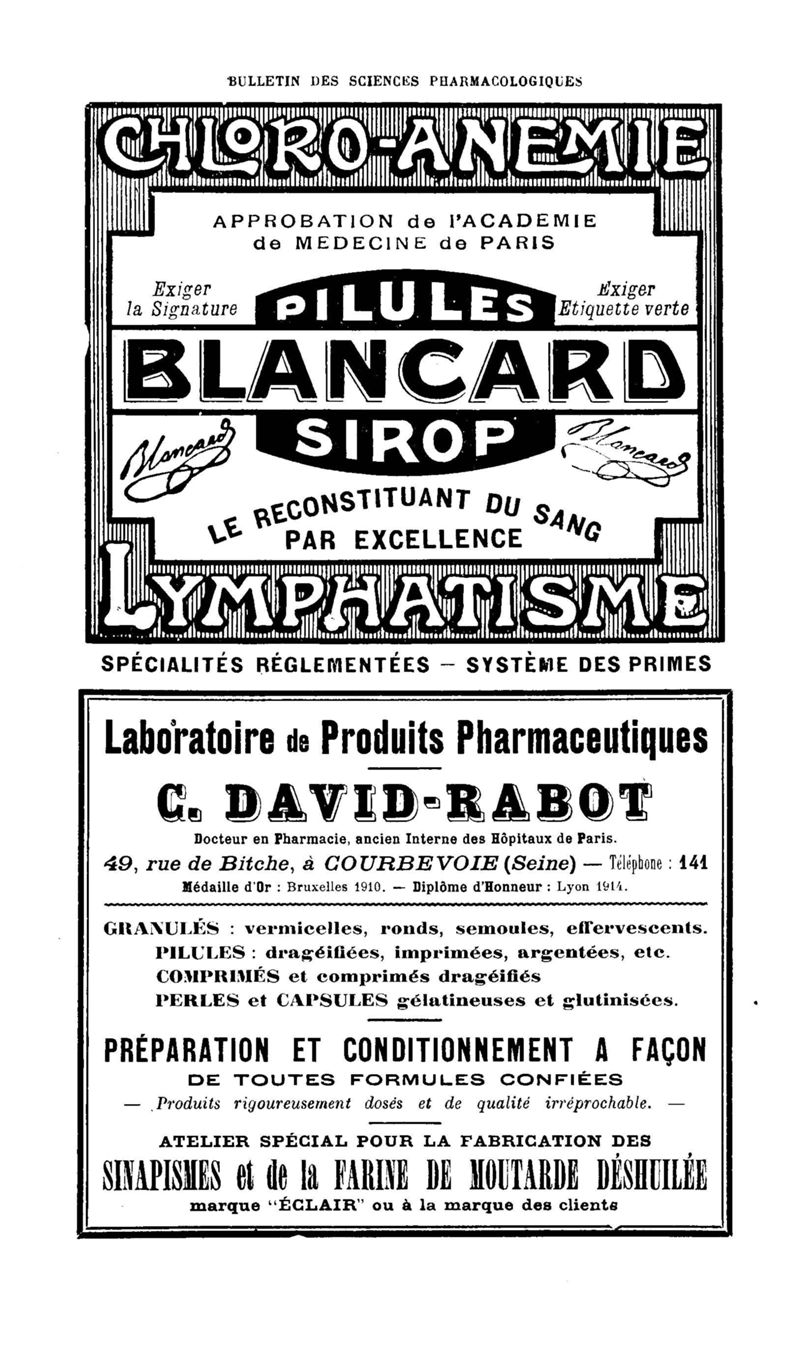 BULLETIN DES SCIENCES PHARMACOLOGIQUES
CHLORO-ANEMIE
APPROBATION de l'ACADEMIE
de MEDECINE de PARIS
Exiger
la Signature
Exiger
Etiquette verte
PILULES
BLANCARD
SIROP
Blancard
Blancard
LE RECONSTITUANT DU SANG
PAR EXCELLENCE
LYMPHATISME
SPÉCIALITÉS RÉGLEMENTÉES – SYSTÈME DES PRIMES
Laboratoire de Produits Pharmaceutiques
C. DAVID-RABOT
Docteur en Pharmacie, ancien Interne des Hôpitaux de Paris.
49, rue de Bitche, à COURBEVOIE (Seine) — Téléphone : 141
Médaille d'Or : Bruxelles 1910. — Diplôme d'Honneur : Lyon 1914.
GRANULÉS : vermicelles, ronds, semoules, effervescents.
PILULES : dragéifiées, imprimées, argentées, etc.
COMPRIMÉS et comprimés dragéifiés
PERLES et CAPSULES gélatineuses et glutinisées.
PRÉPARATION ET CONDITIONNEMENT A FAÇON
DE TOUTES FORMULES CONFIÉES
— Produits rigoureusement dosés et de qualité irréprochable. —
ATELIER SPÉCIAL POUR LA FABRICATION DES
SINAPISMES et de la FARINE DE MOUTARDE DÉSHUILÉE
marque "ÉCLAIR" ou à la marque des clients